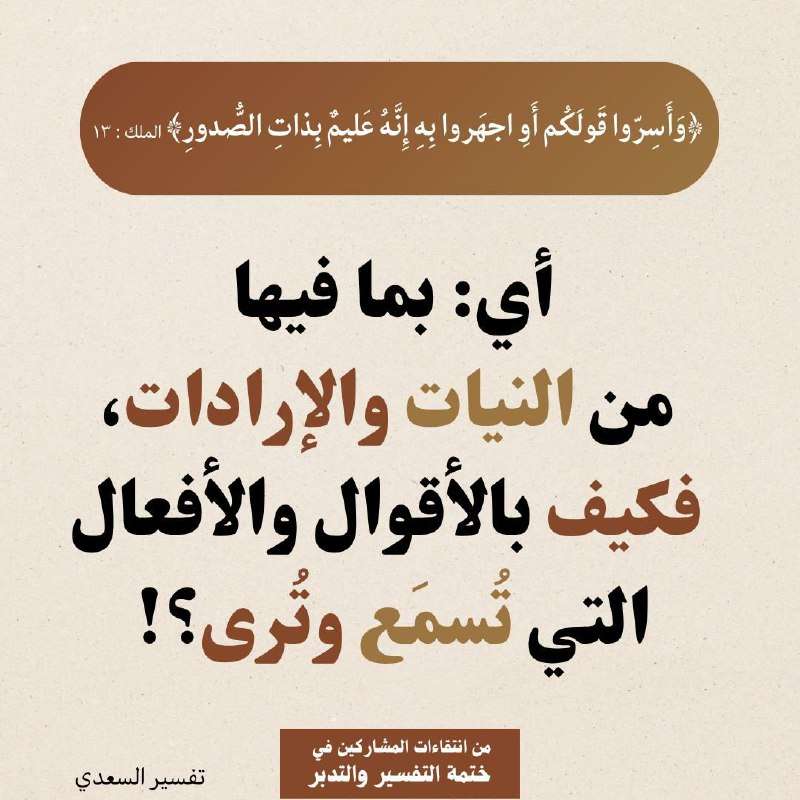 ﴿وَأَسِرّوا قَولَكُم أَوِ اجهَروا بِهِ إِنَّهُ عَليمٌ بِذاتِ الصُّدورِ﴾ الملك : ١٣
أي: بما فيها
من النيات والإرادات،
فكيف بالأقوال والأفعال
التي تُسمَع وتُرى؟!
من انتقاءات المشاركين في
ختمة التفسير والتدبر
تفسير السعدي